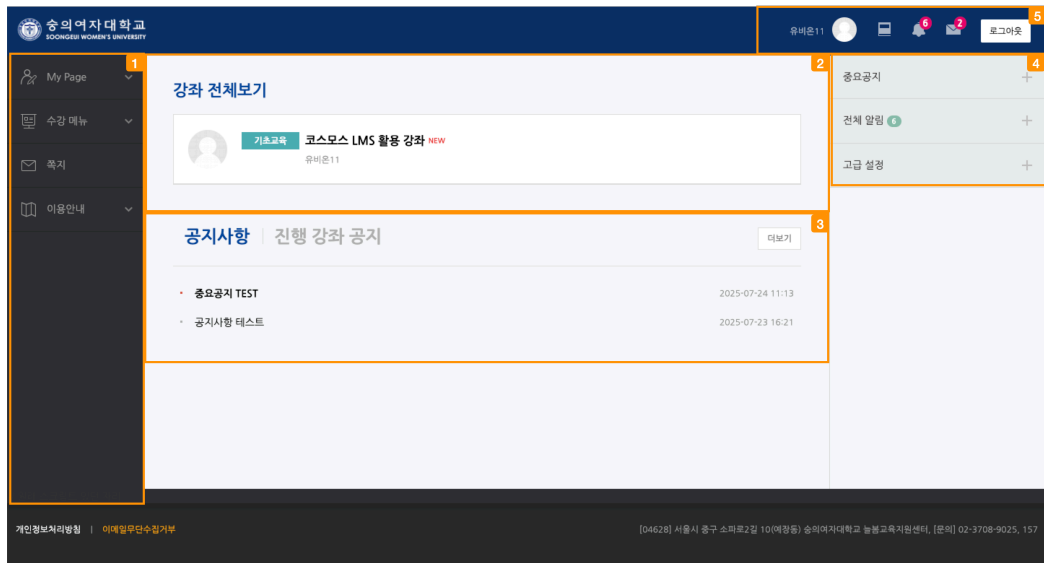 숭의여자대학교
SOONGEUI WOMEN'S UNIVERSITY
유비온11
6
2
로그아웃
5
1
My Page
수강 메뉴
쪽지
이용안내
2
강좌 전체보기
기초교육 코스모스 LMS 활용 강좌 NEW
유비온11
3
공지사항 | 진행 강좌 공지
더보기
중요공지 TEST 2025-07-24 11:13
공지사항 테스트 2025-07-23 16:21
4
중요공지
전체 알림 6
고급 설정
개인정보처리방침 | 이메일무단수집거부
[04628] 서울시 중구 소파로2길 10(예장동) 숭의여자대학교 늘봄교육지원센터, [문의] 02-3708-9025, 157